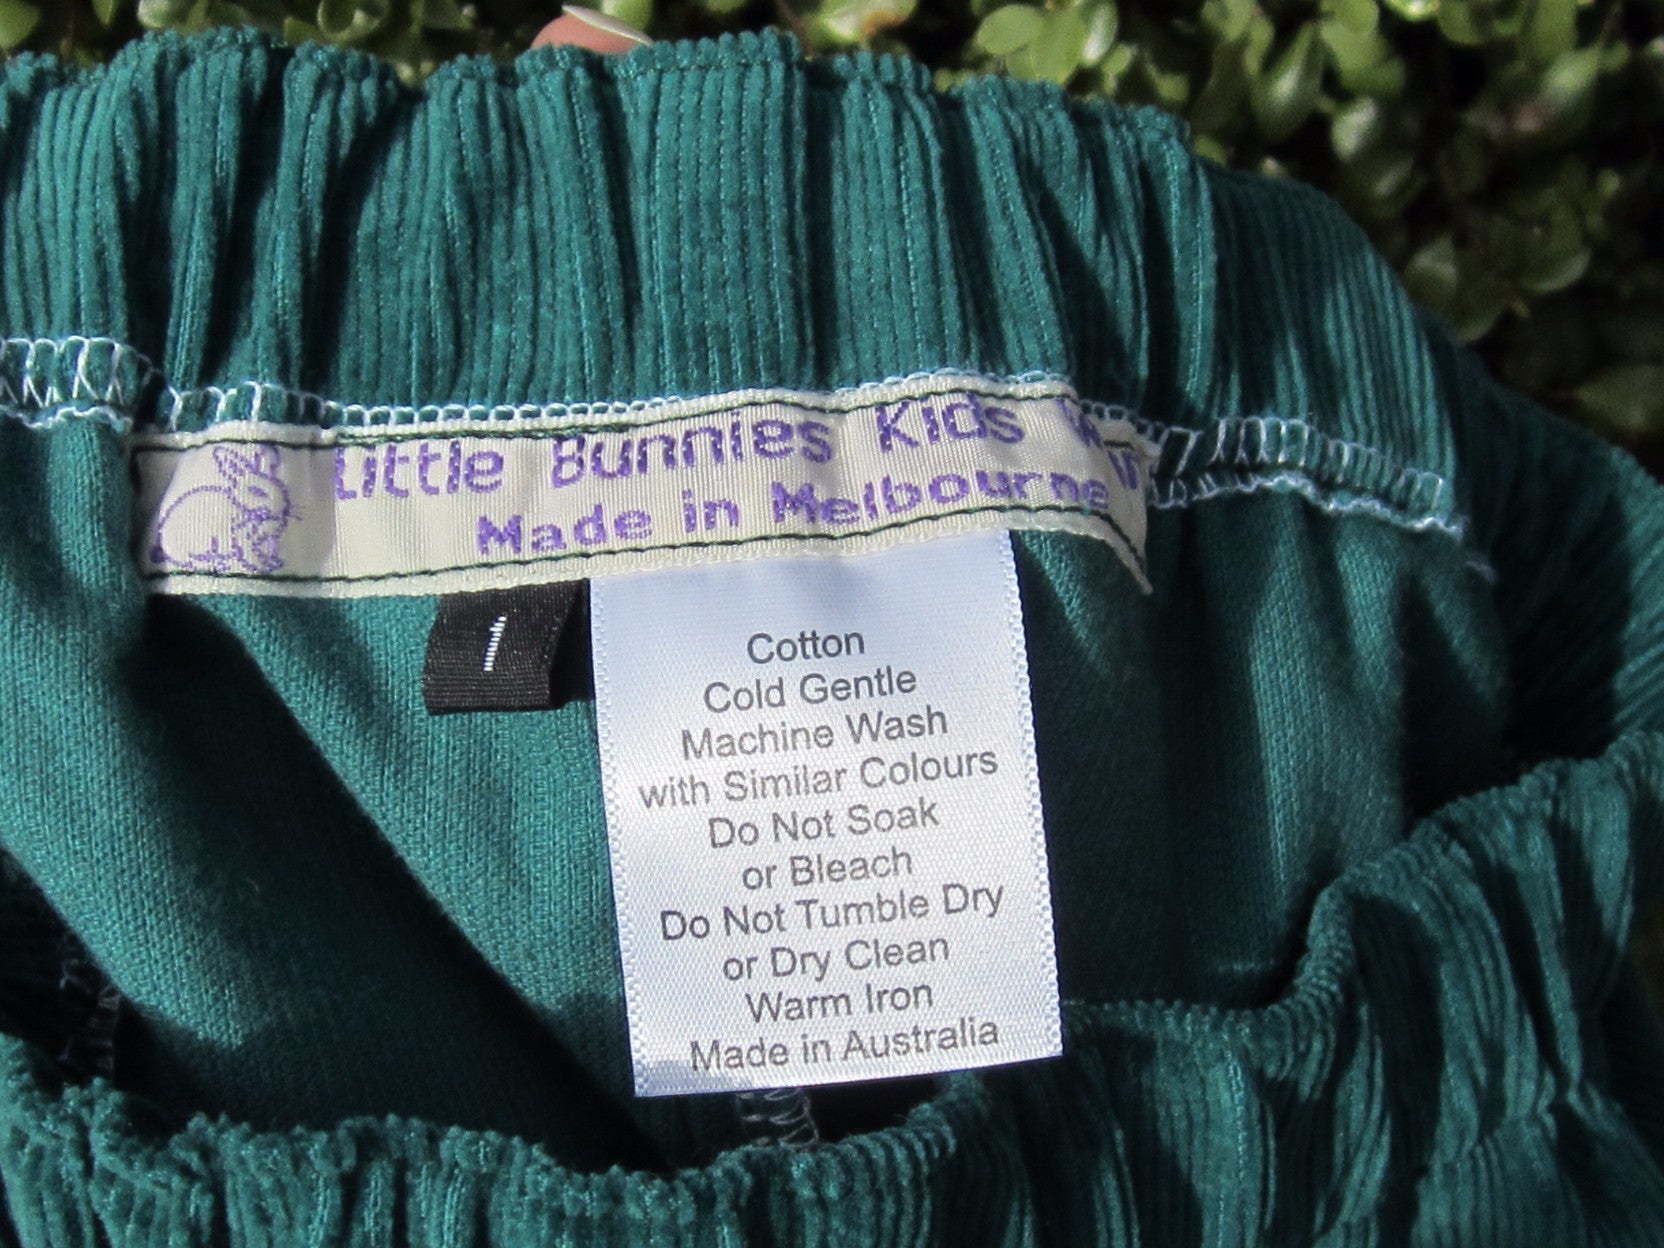 Little Bunnies Kids
Made in Melbourne
1
Cotton
Cold Gentle
Machine Wash
with Similar Colours
Do Not Soak
or Bleach
Do Not Tumble Dry
or Dry Clean
Warm Iron
Made in Australia